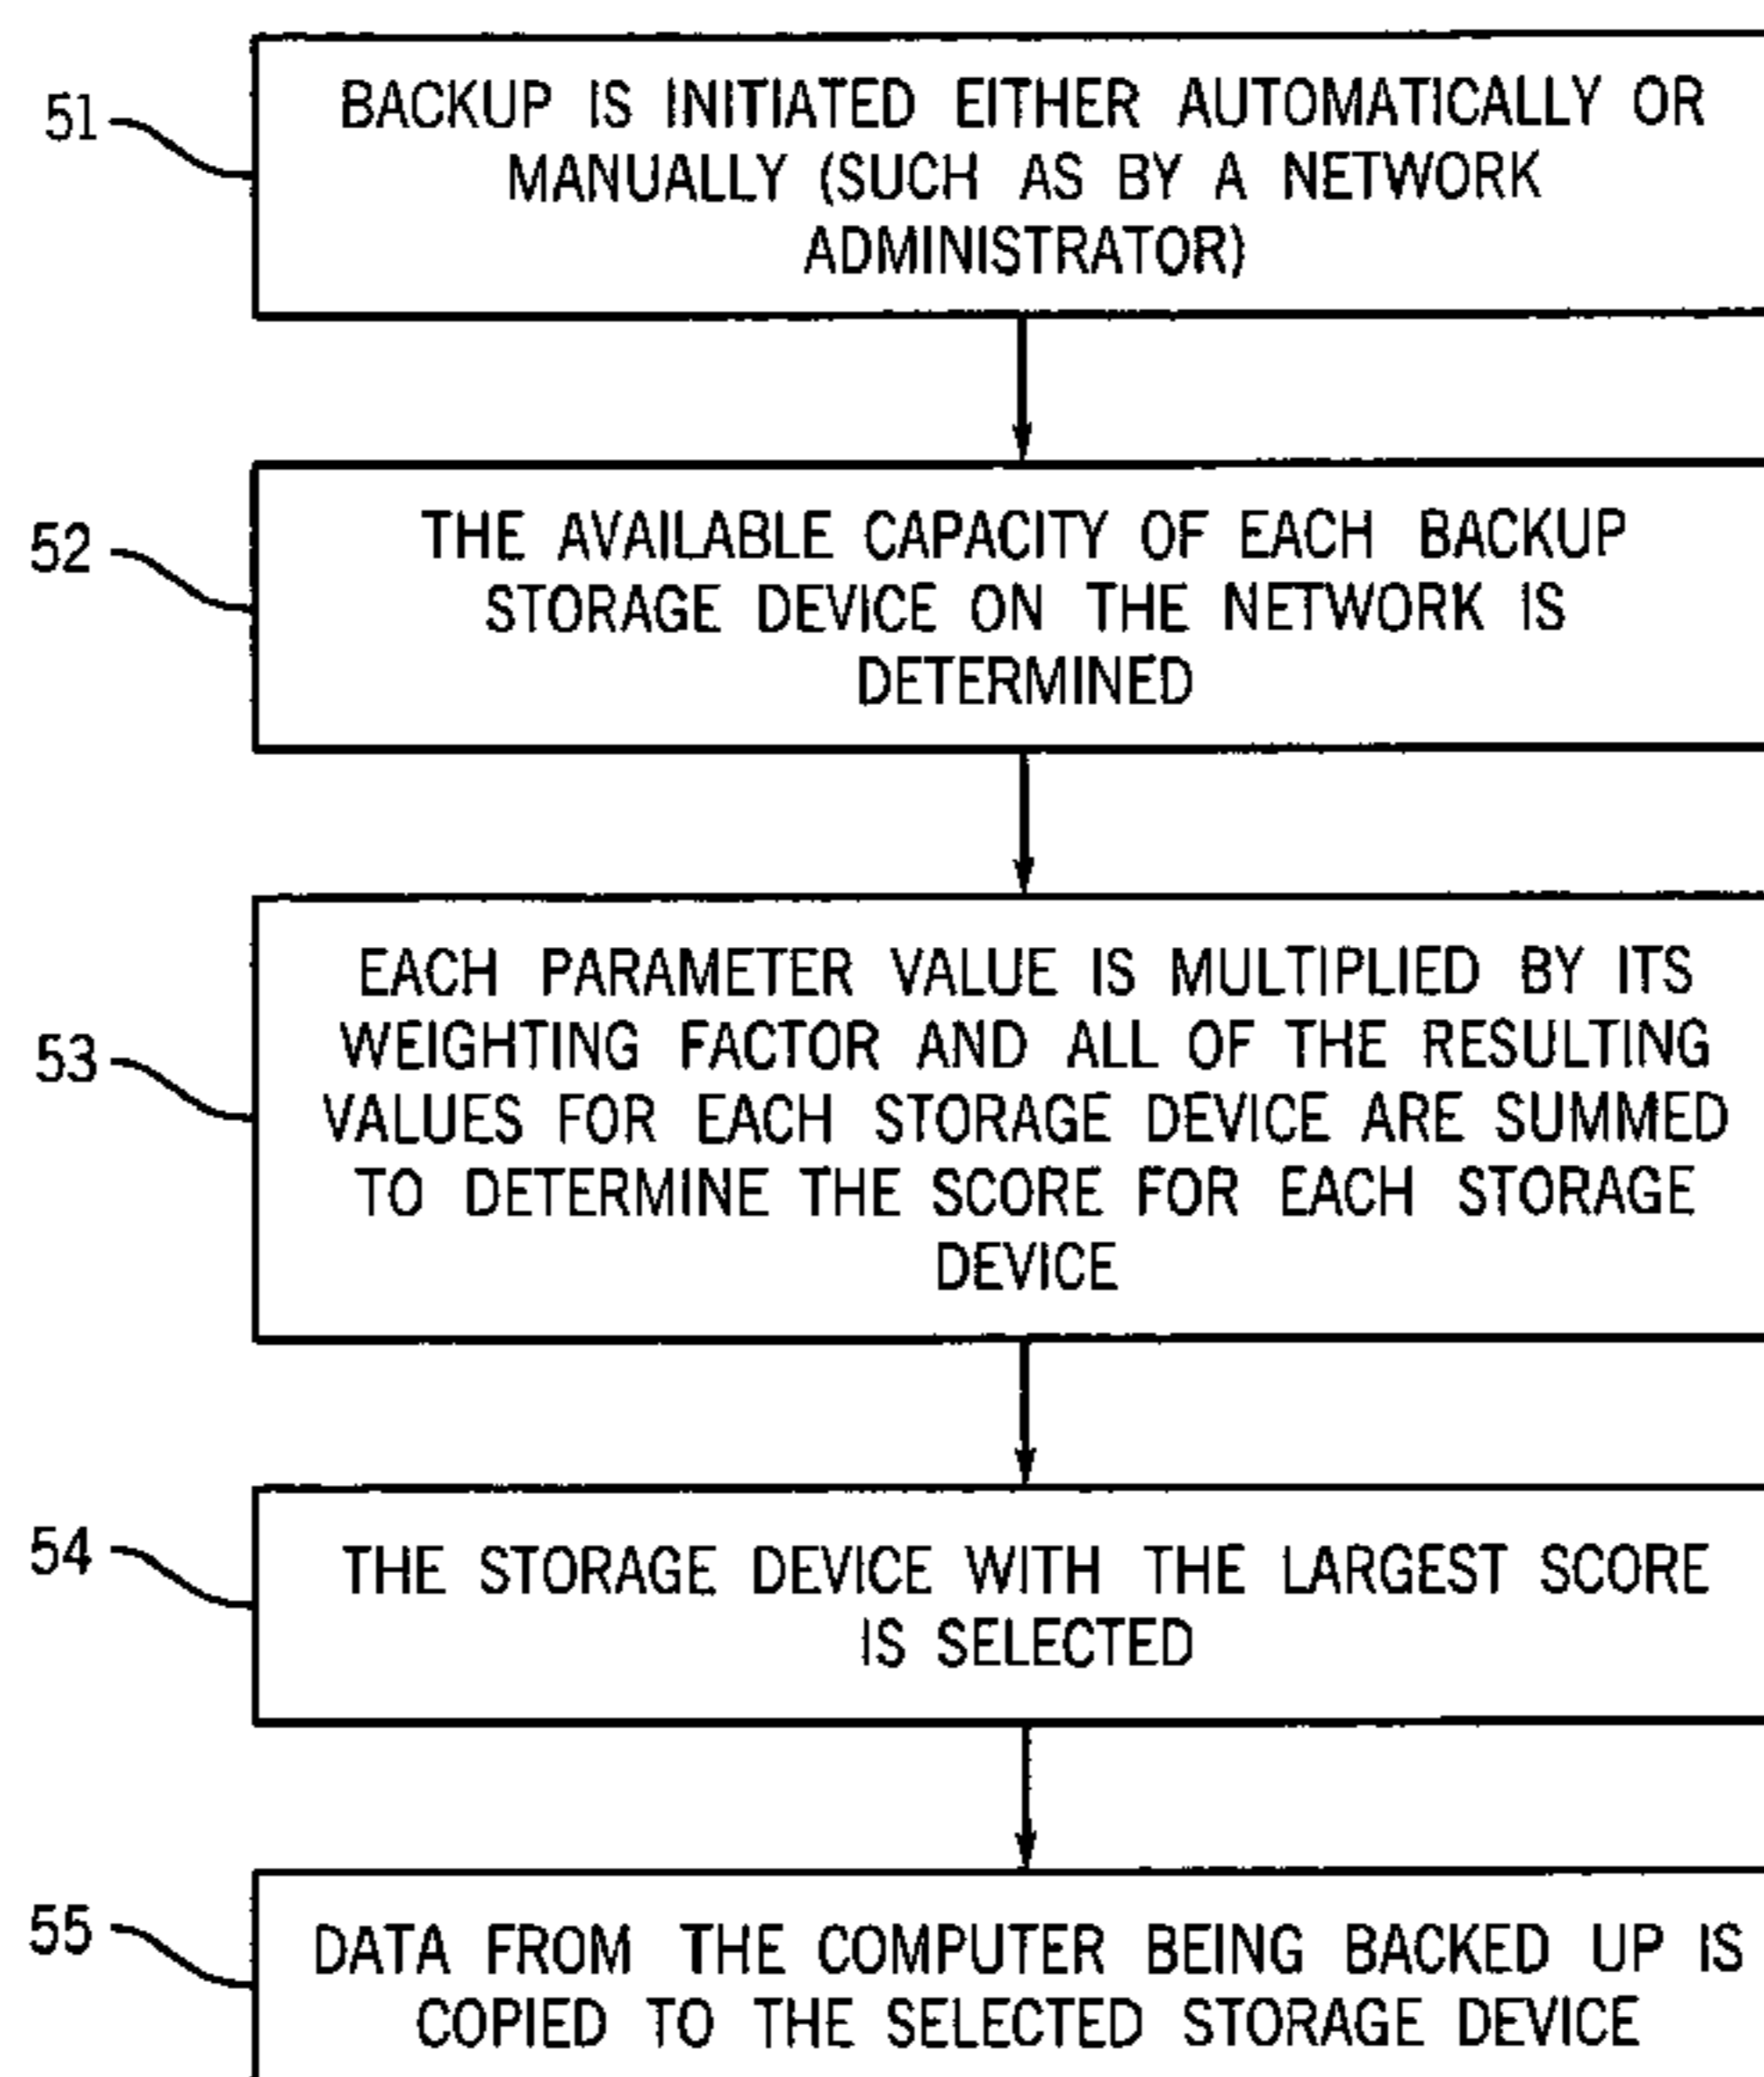 51
BACKUP IS INITIATED EITHER AUTOMATICALLY OR
MANUALLY (SUCH AS BY A NETWORK
ADMINISTRATOR)
52
THE AVAILABLE CAPACITY OF EACH BACKUP
STORAGE DEVICE ON THE NETWORK IS
DETERMINED
53
EACH PARAMETER VALUE IS MULTIPLIED BY ITS
WEIGHTING FACTOR AND ALL OF THE RESULTING
VALUES FOR EACH STORAGE DEVICE ARE SUMMED
TO DETERMINE THE SCORE FOR EACH STORAGE
DEVICE
54
THE STORAGE DEVICE WITH THE LARGEST SCORE
IS SELECTED
55
DATA FROM THE COMPUTER BEING BACKED UP IS
COPIED TO THE SELECTED STORAGE DEVICE